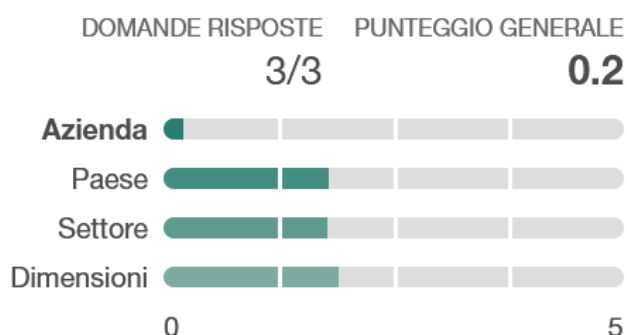 DOMANDE RISPOSTE PUNTEGGIO GENERALE
3/3 0.2
Azienda
Paese
Settore
Dimensioni
0 5